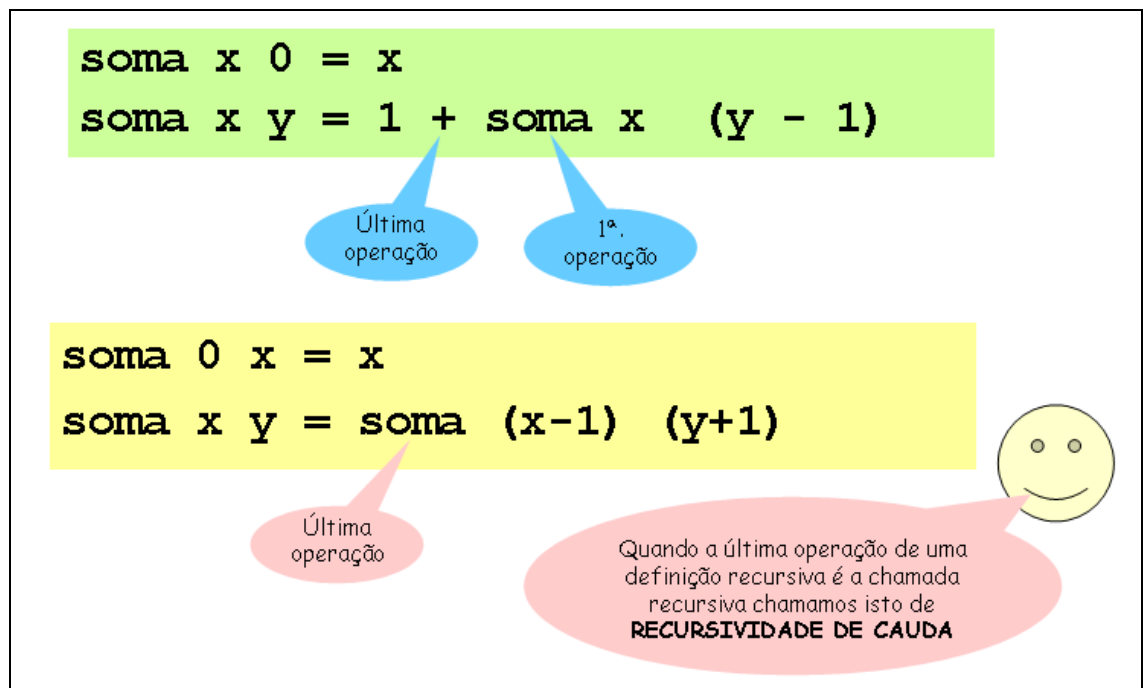 soma x 0 = x
soma x y = 1 + soma x (y - 1)
Última
operação
1ª.
operação
soma 0 x = x
soma x y = soma (x-1) (y+1)
Última
operação
Quando a última operação de uma
definição recursiva é a chamada
recursiva chamamos isto de
RECURSIVIDADE DE CAUDA